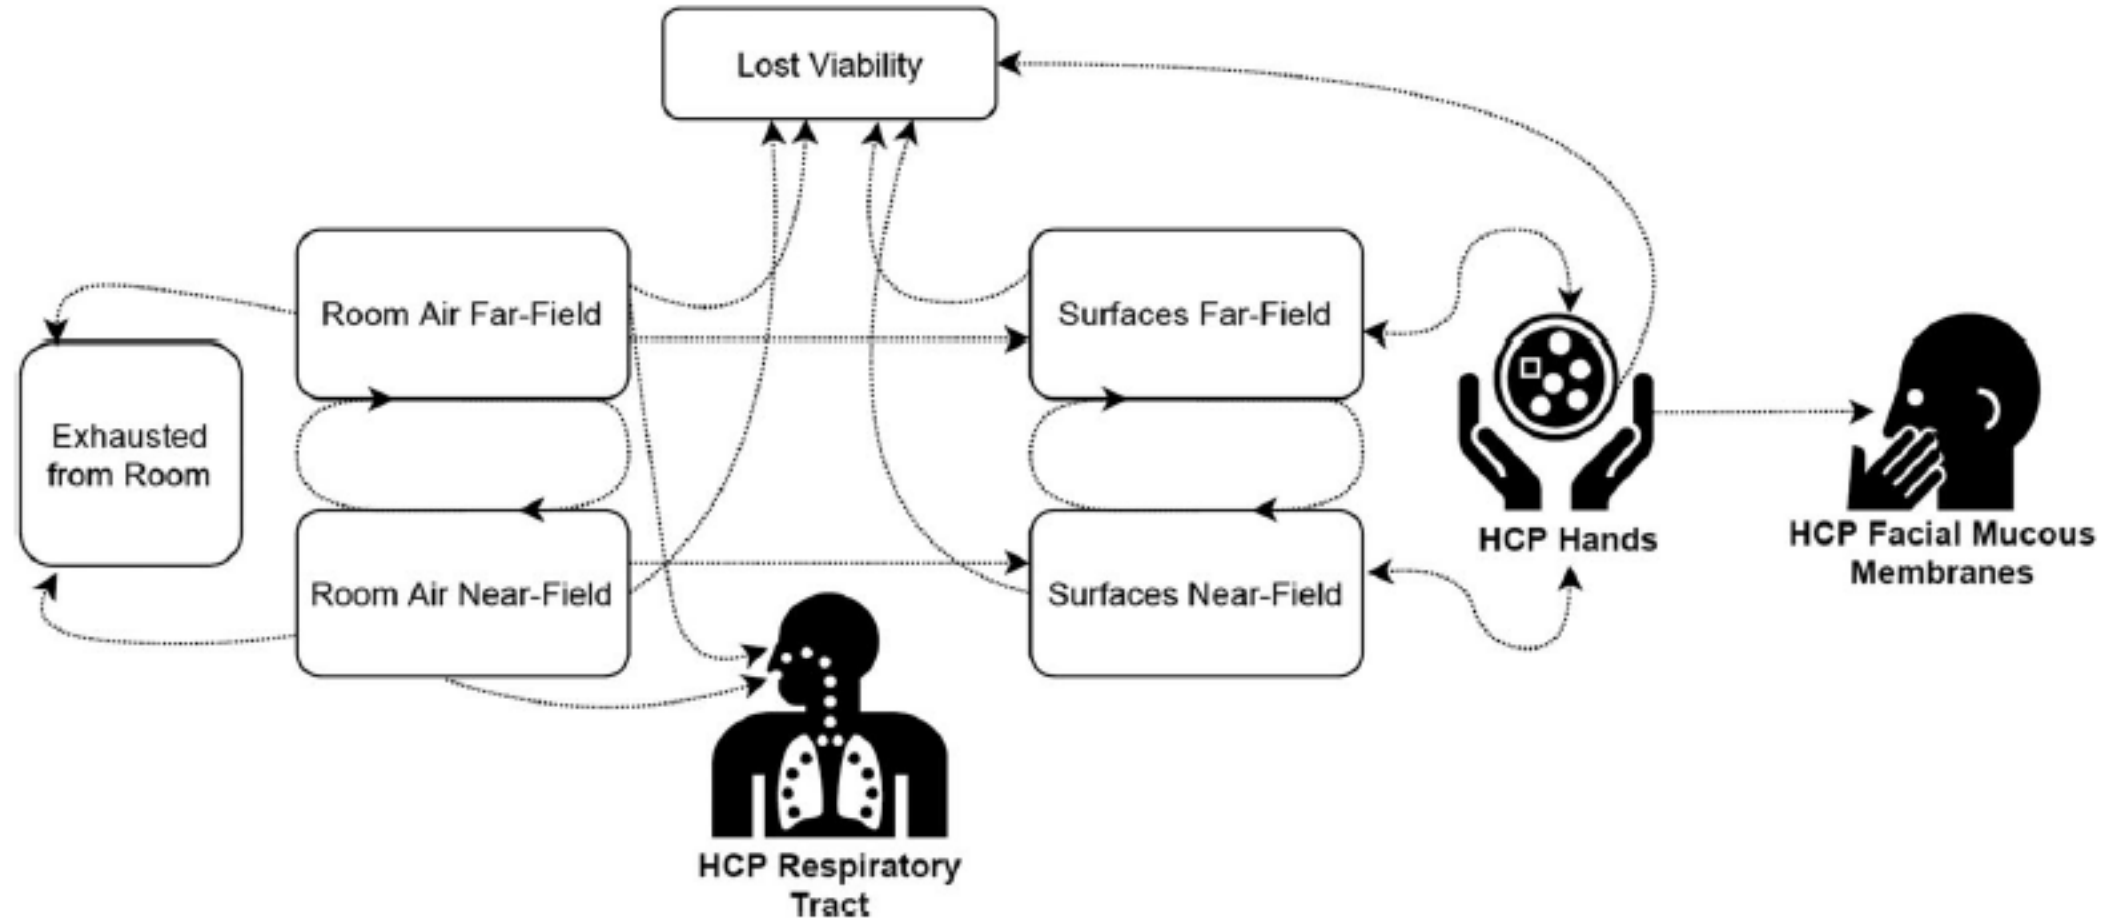 Lost Viability
Room Air Far-Field
Surfaces Far-Field
Exhausted
from Room
Room Air Near-Field
Surfaces Near-Field
HCP Hands
HCP Facial Mucous
Membranes
HCP Respiratory
Tract